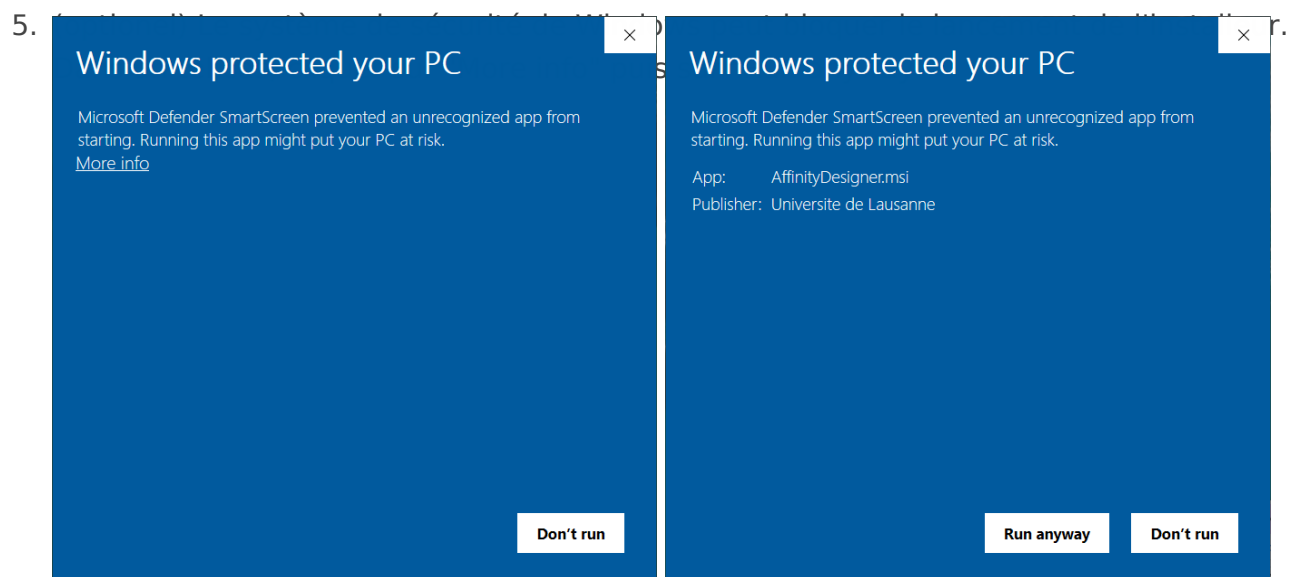 5.
r.
Windows protected your PC
Microsoft Defender SmartScreen prevented an unrecognized app from
starting. Running this app might put your PC at risk.
More info
Don't run
Windows protected your PC
Microsoft Defender SmartScreen prevented an unrecognized app from
starting. Running this app might put your PC at risk.
App: AffinityDesigner.msi
Publisher: Universite de Lausanne
Run anyway
Don't run